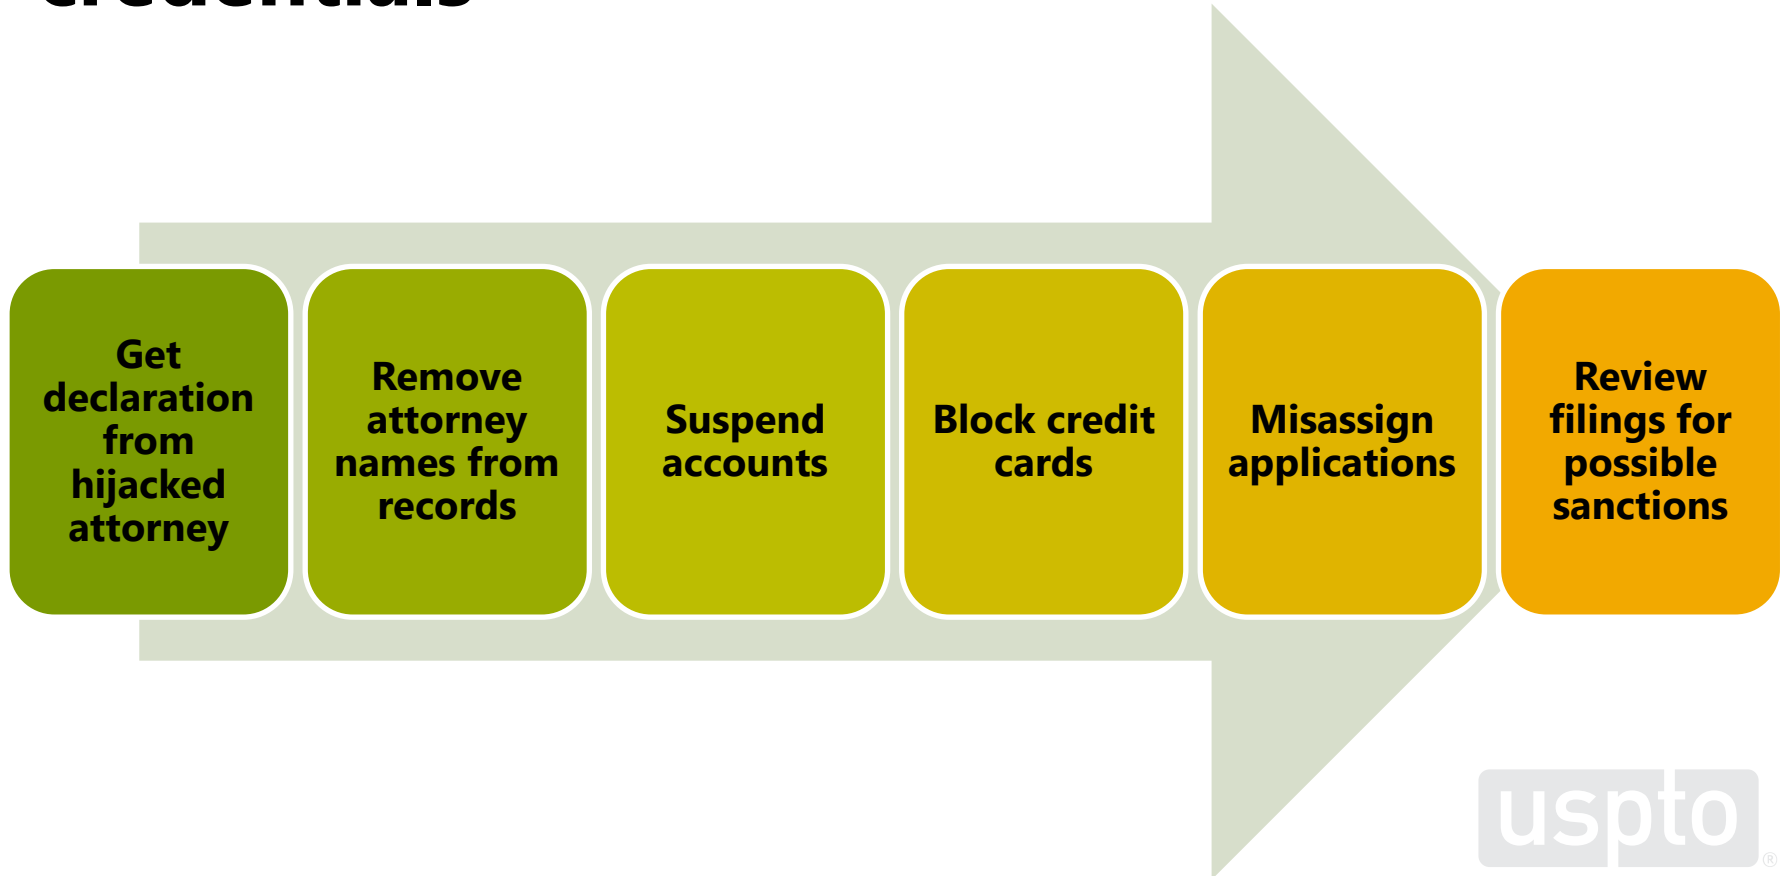 credentials
Get
declaration
from
hijacked
attorney
Remove
attorney
names from
records
Suspend
accounts
Block credit
cards
Misassign
applications
Review
filings for
possible
sanctions
uspto
®